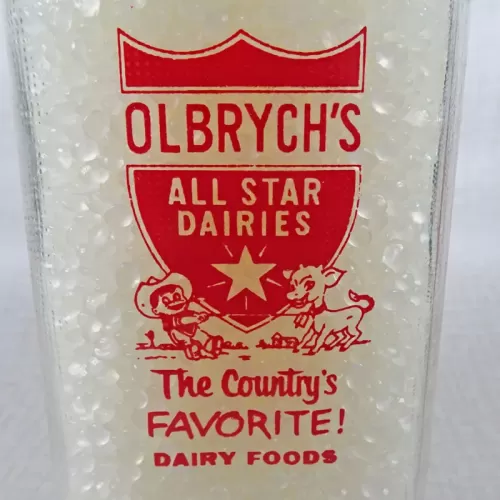 OLBRYCH'S
ALL STAR
DAIRIES
The Country's
FAVORITE!
DAIRY FOODS